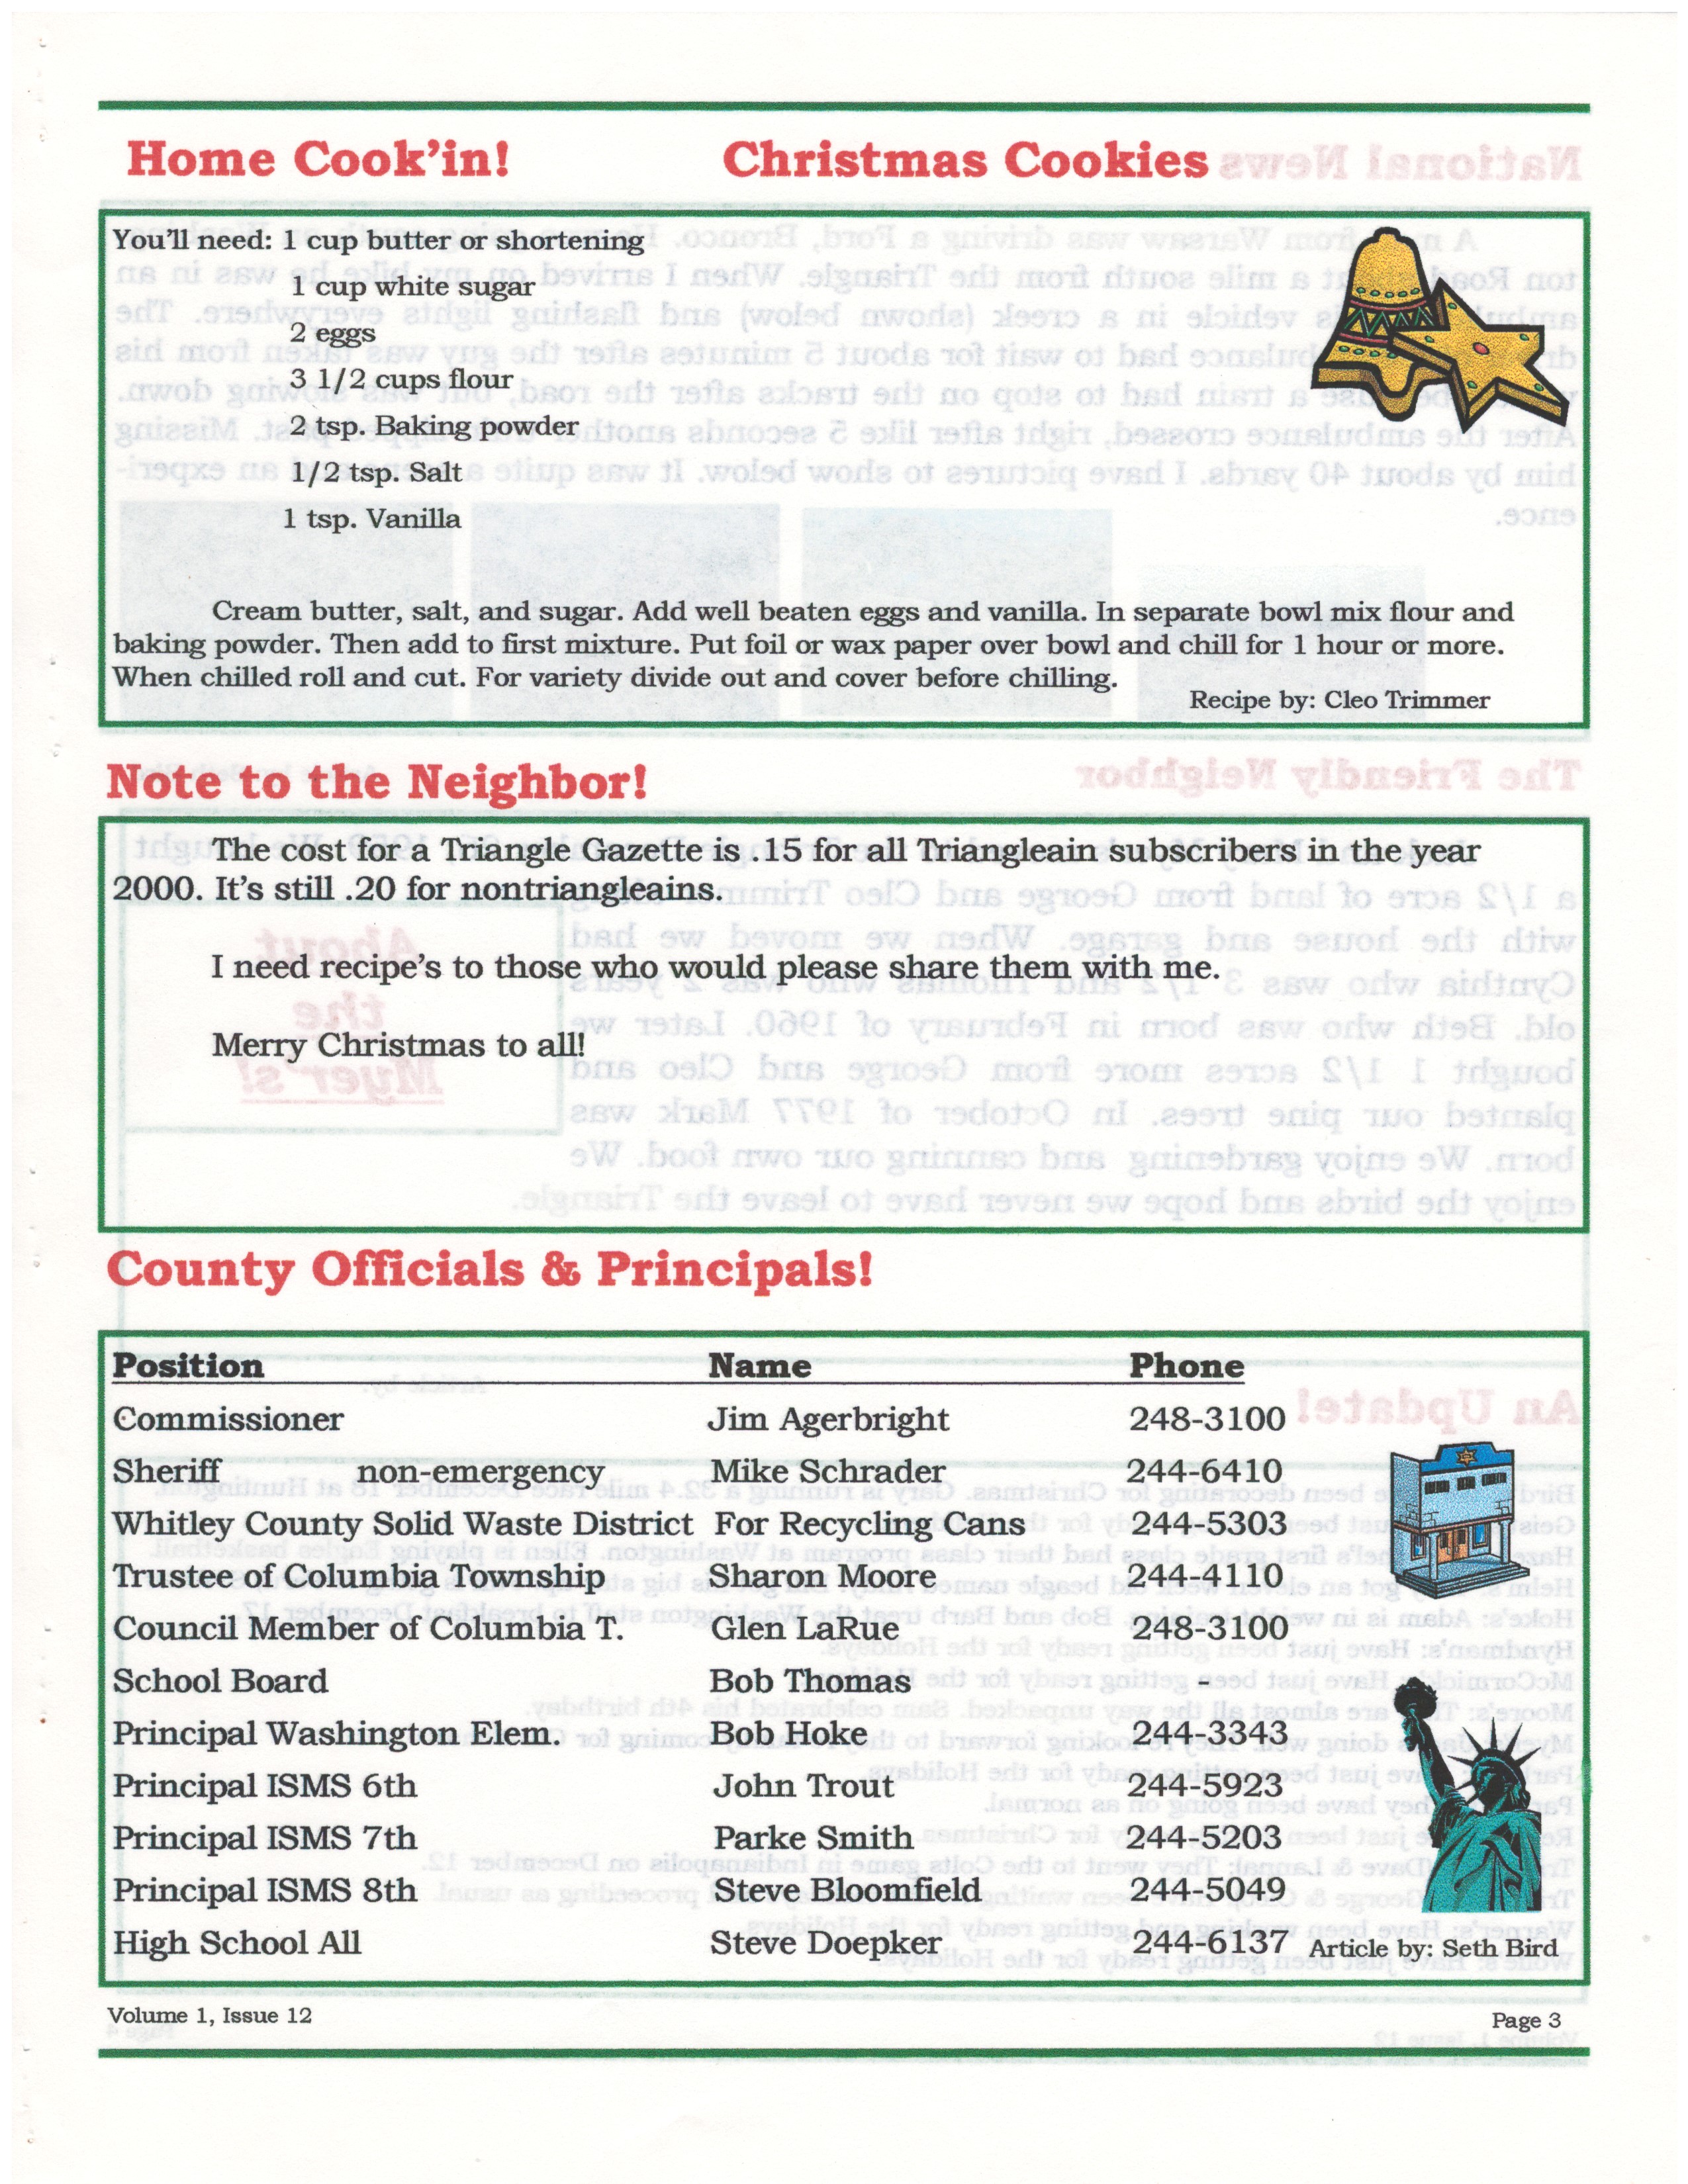 Home Cook'in! Christmas Cookies
You'll need: 1 cup butter or shortening
1 cup white sugar
2 eggs
3 1/2 cups flour
2 tsp. Baking powder
1/2 tsp. Salt
1 tsp. Vanilla
Cream butter, salt, and sugar. Add well beaten eggs and vanilla. In separate bowl mix flour and
baking powder. Then add to first mixture. Put foil or wax paper over bowl and chill for 1 hour or more.
When chilled roll and cut. For variety divide out and cover before chilling.
Recipe by: Cleo Trimmer
Note to the Neighbor!
The cost for a Triangle Gazette is .15 for all Triangleain subscribers in the year
2000. It's still .20 for nontriangleains.
I need recipe's to those who would please share them with me.
Merry Christmas to all!
County Officials & Principals!
Position Name Phone
Commissioner Jim Agerbright 248-3100
Sheriff non-emergency Mike Schrader 244-6410
Whitley County Solid Waste District For Recycling Cans 244-5303
Trustee of Columbia Township Sharon Moore 244-4110
Council Member of Columbia T. Glen LaRue 248-3100
School Board Bob Thomas -
Principal Washington Elem. Bob Hoke 244-3343
Principal ISMS 6th John Trout 244-5923
Principal ISMS 7th Parke Smith 244-5203
Principal ISMS 8th Steve Bloomfield 244-5049
High School All Steve Doepker 244-6137 Article by: Seth Bird
Volume 1, Issue 12 Page 3